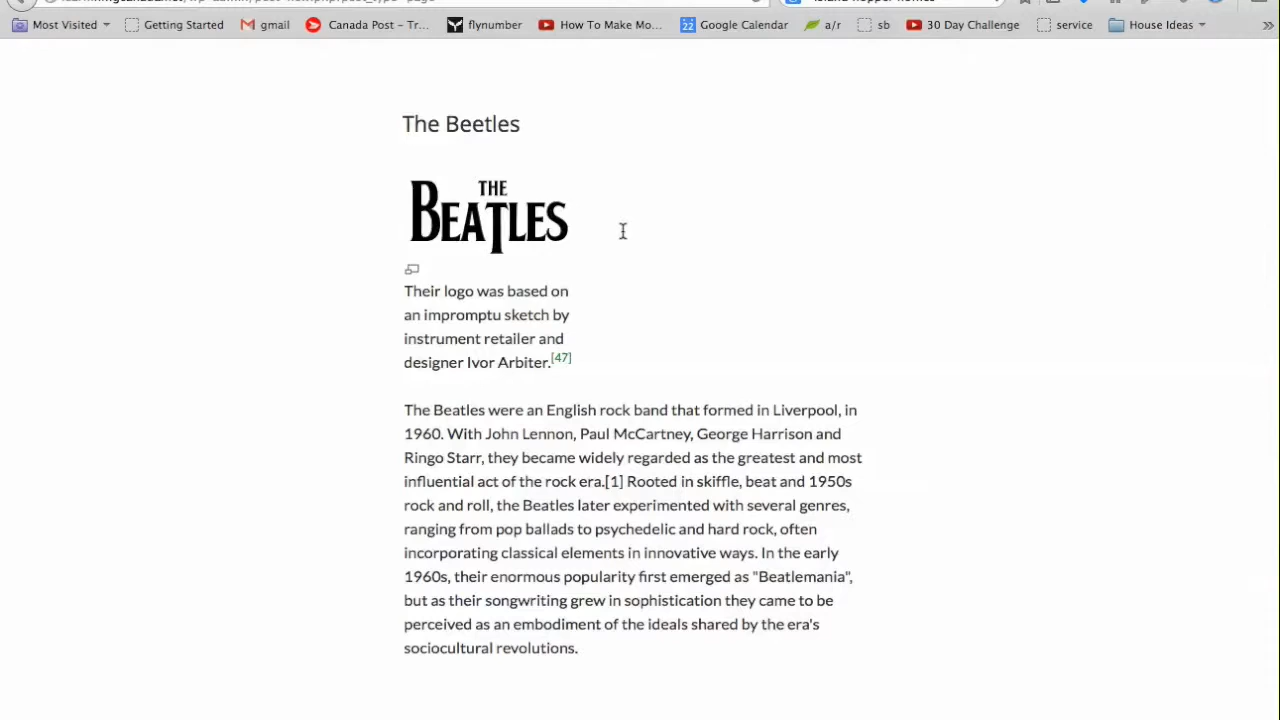 Most Visited Getting Started gmail Canada Post – Tr... flynumber How To Make Mo... 22 Google Calendar a/r sb 30 Day Challenge service House Ideas »
The Beetles
THE
BEATLES
Their logo was based on
an impromptu sketch by
instrument retailer and
designer Ivor Arbiter.[47]
The Beatles were an English rock band that formed in Liverpool, in
1960. With John Lennon, Paul McCartney, George Harrison and
Ringo Starr, they became widely regarded as the greatest and most
influential act of the rock era.[1] Rooted in skiffle, beat and 1950s
rock and roll, the Beatles later experimented with several genres,
ranging from pop ballads to psychedelic and hard rock, often
incorporating classical elements in innovative ways. In the early
1960s, their enormous popularity first emerged as "Beatlemania",
but as their songwriting grew in sophistication they came to be
perceived as an embodiment of the ideals shared by the era's
sociocultural revolutions.